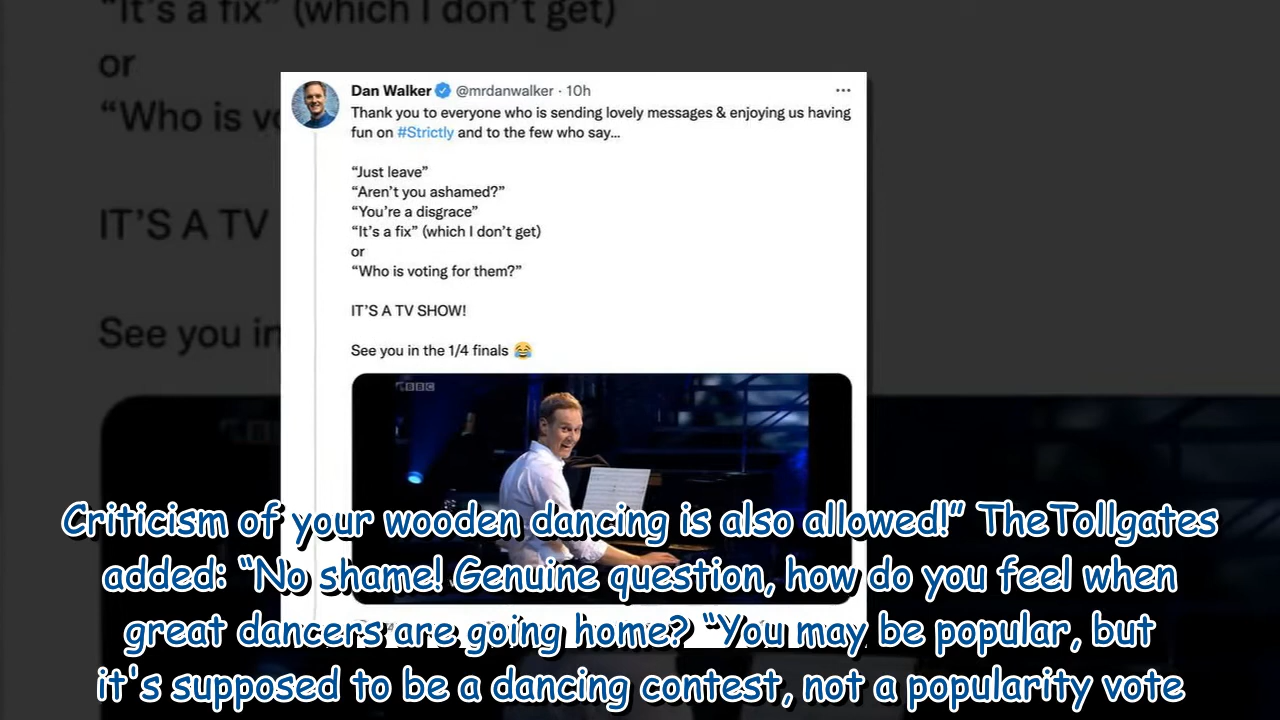 “It’s a fix” (which I don’t get)
or
“Who is vo
IT’S A TV
See you in
Dan Walker @mrdanwalker · 10h
Thank you to everyone who is sending lovely messages & enjoying us having
fun on #Strictly and to the few who say...
“Just leave”
“Aren’t you ashamed?”
“You’re a disgrace”
“It’s a fix” (which I don’t get)
or
“Who is voting for them?”
IT’S A TV SHOW!
See you in the 1/4 finals 😂
BBC
Criticism of your wooden dancing is also allowed!” TheTollgates
added: “No shame! Genuine question, how do you feel when
great dancers are going home? “You may be popular, but
it's supposed to be a dancing contest, not a popularity vote